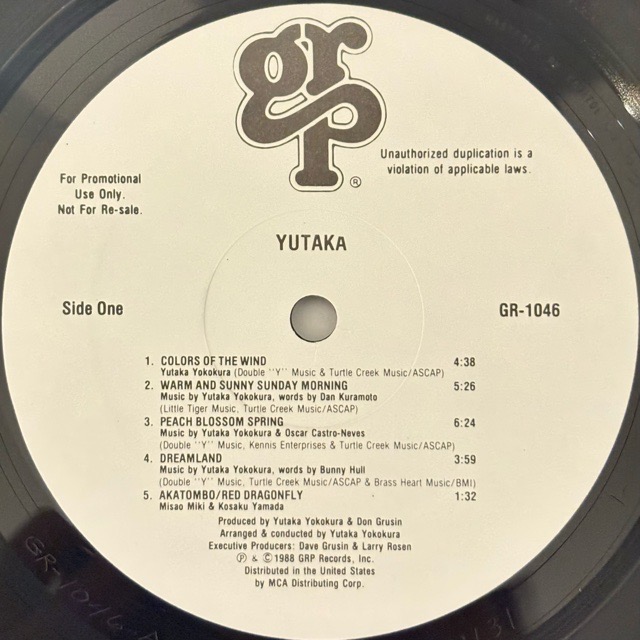 grp
®
For Promotional
Use Only.
Not For Re-sale.
Unauthorized duplication is a
violation of applicable laws.
YUTAKA
Side One
GR-1046
1. COLORS OF THE WIND 4:38
Yutaka Yokokura (Double "Y" Music & Turtle Creek Music/ASCAP)
2. WARM AND SUNNY SUNDAY MORNING 5:26
Music by Yutaka Yokokura, words by Dan Kuramoto
(Little Tiger Music, Turtle Creek Music/ASCAP)
3. PEACH BLOSSOM SPRING 6:24
Music by Yutaka Yokokura & Oscar Castro-Neves
(Double "Y" Music, Kennis Enterprises & Turtle Creek Music/ASCAP)
4. DREAMLAND 3:59
Music by Yutaka Yokokura, words by Bunny Hull
(Double "Y" Music, Turtle Creek Music/ASCAP & Brass Heart Music/BMI)
5. AKATOMBO/RED DRAGONFLY 1:32
Misao Miki & Kosaku Yamada
Produced by Yutaka Yokokura & Don Grusin
Arranged & conducted by Yutaka Yokokura
Executive Producers: Dave Grusin & Larry Rosen
℗ & © 1988 GRP Records, Inc.
Distributed in the United States
by MCA Distributing Corp.
GR-1046